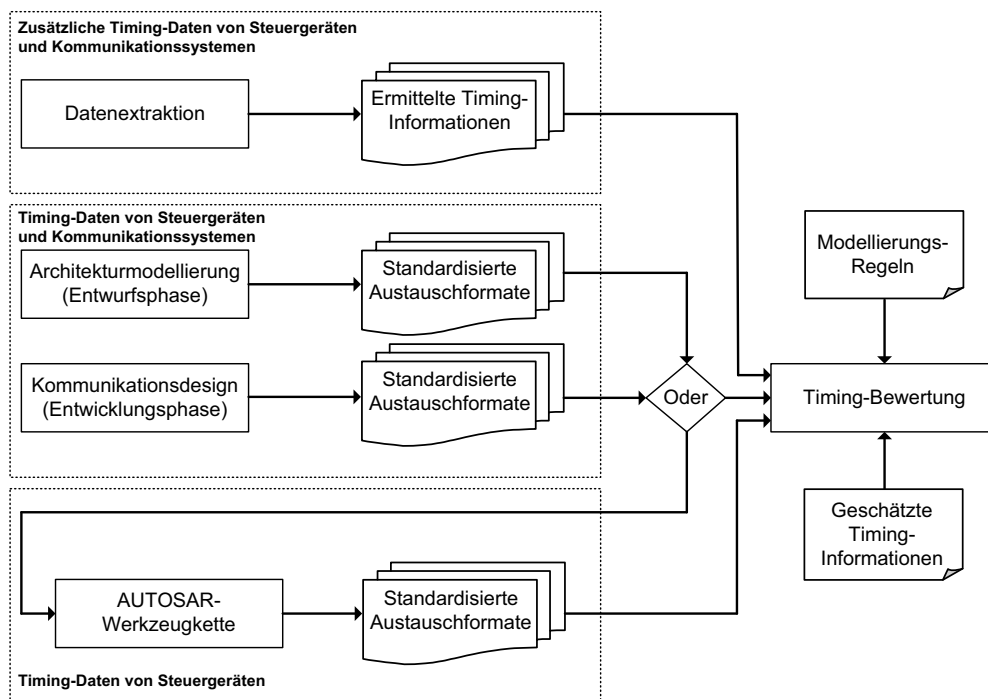 Zusätzliche Timing-Daten von Steuergeräten
und Kommunikationssystemen
Datenextraktion
Ermittelte Timing-
Informationen
Timing-Daten von Steuergeräten
und Kommunikationssystemen
Architekturmodellierung
(Entwurfsphase)
Standardisierte
Austauschformate
Kommunikationsdesign
(Entwicklungsphase)
Standardisierte
Austauschformate
Oder
Modellierungs-
Regeln
Timing-Bewertung
Geschätzte
Timing-
Informationen
AUTOSAR-
Werkzeugkette
Standardisierte
Austauschformate
Timing-Daten von Steuergeräten